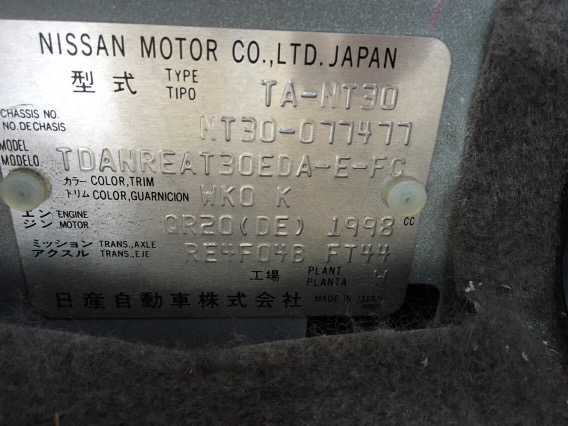 NISSAN MOTOR CO.,LTD. JAPAN
型式 TYPE TIPO TA-NT30
CHASSIS NO. NO.DE CHASIS NT30-077477
MODEL MODELO. TDAWREAT30EDA-E-FC
カラー COLOR,TRIM トリム COLOR,GUARNICION WK0 K
エンジン ENGINE MOTOR QR20(DE) 1998 cc
ミッション TRANS.,AXLE アクスル TRANS.,EJE RE4F04B FT44
工場 PLANT PLANTA
日産自動車株式会社 MADE IN JAPAN